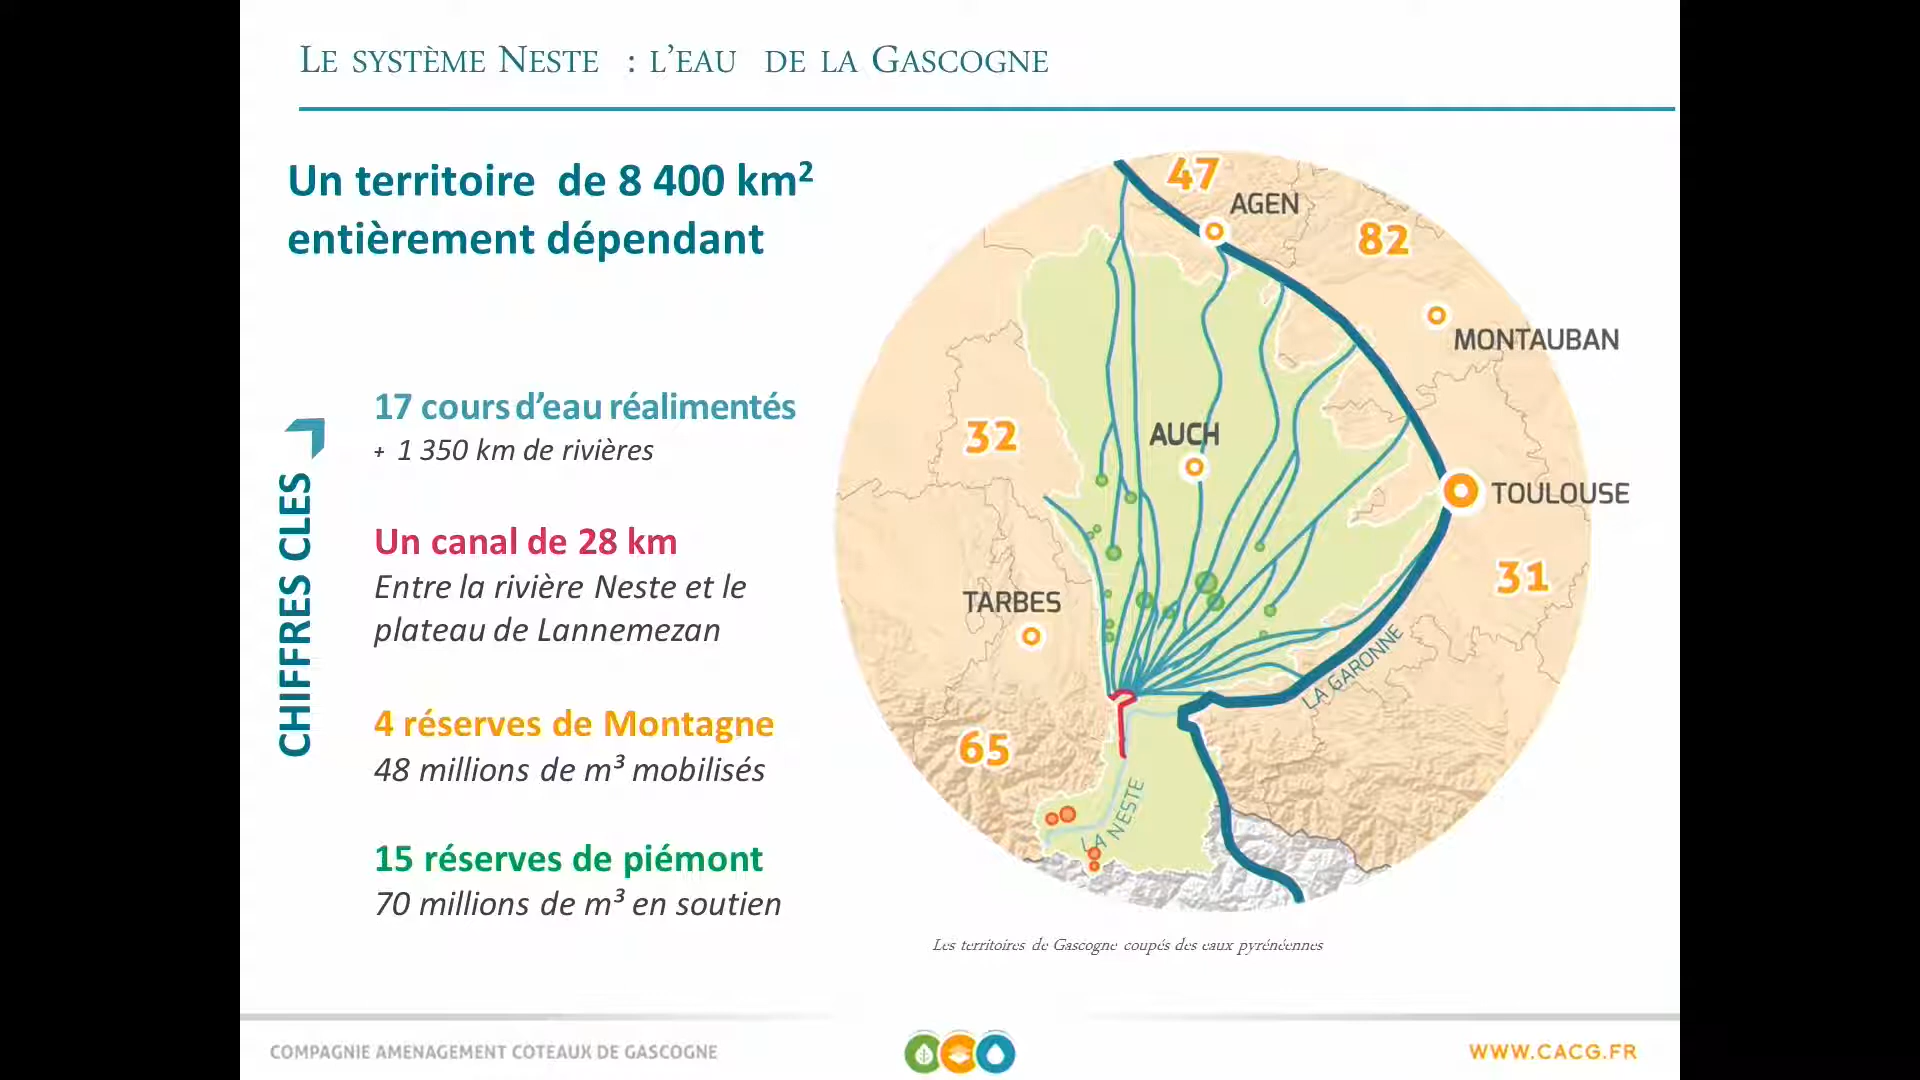 LE SYSTÈME NESTE : L'EAU DE LA GASCOGNE
Un territoire de 8 400 km²
entièrement dépendant
CHIFFRES CLES
17 cours d'eau réalimentés
+ 1 350 km de rivières
Un canal de 28 km
Entre la rivière Neste et le
plateau de Lannemezan
4 réserves de Montagne
48 millions de m³ mobilisés
15 réserves de piémont
70 millions de m³ en soutien
47
AGEN
82
MONTAUBAN
32
AUCH
TOULOUSE
31
TARBES
LA GARONNE
65
LA NESTE
Les territoires de Gascogne coupés des eaux pyrénéennes
COMPAGNIE AMENAGEMENT COTEAUX DE GASCOGNE
WWW.CACG.FR